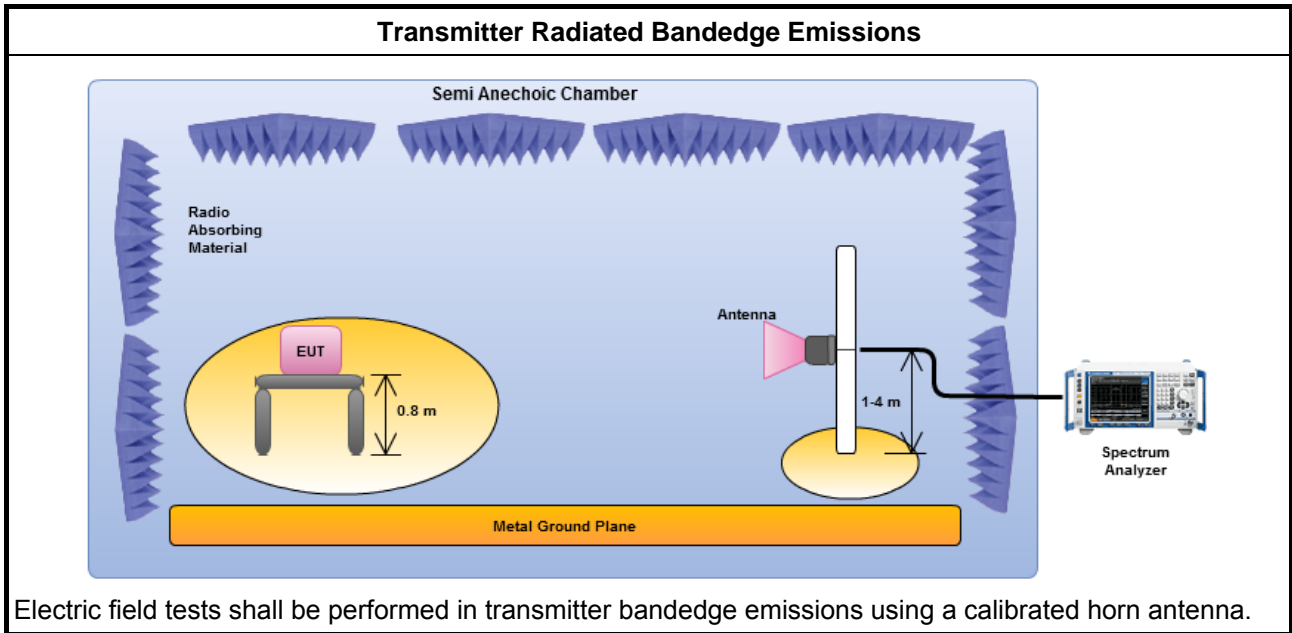 Transmitter Radiated Bandedge Emissions
Semi Anechoic Chamber
Radio
Absorbing
Material
Antenna
EUT
0.8 m
1-4 m
Spectrum
Analyzer
Metal Ground Plane
Electric field tests shall be performed in transmitter bandedge emissions using a calibrated horn antenna.